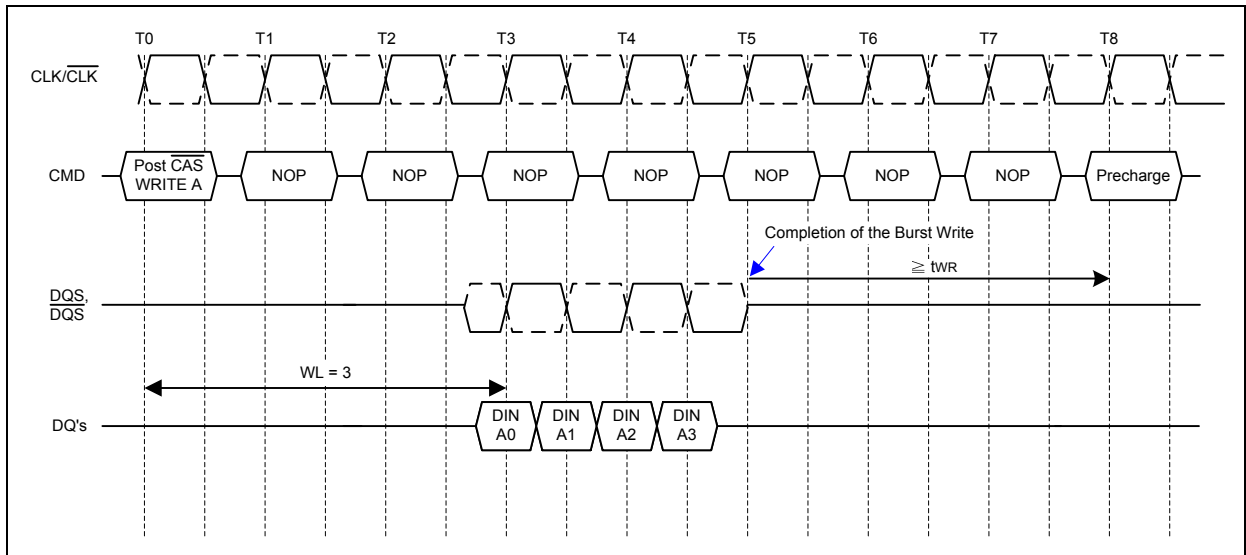 T0 T1 T2 T3 T4 T5 T6 T7 T8
CLK/CLK
CMD
Post CAS
WRITE A
NOP NOP NOP NOP NOP NOP NOP Precharge
Completion of the Burst Write
≧ tWR
DQS,
DQS
WL = 3
DQ's
DIN
A0
DIN
A1
DIN
A2
DIN
A3